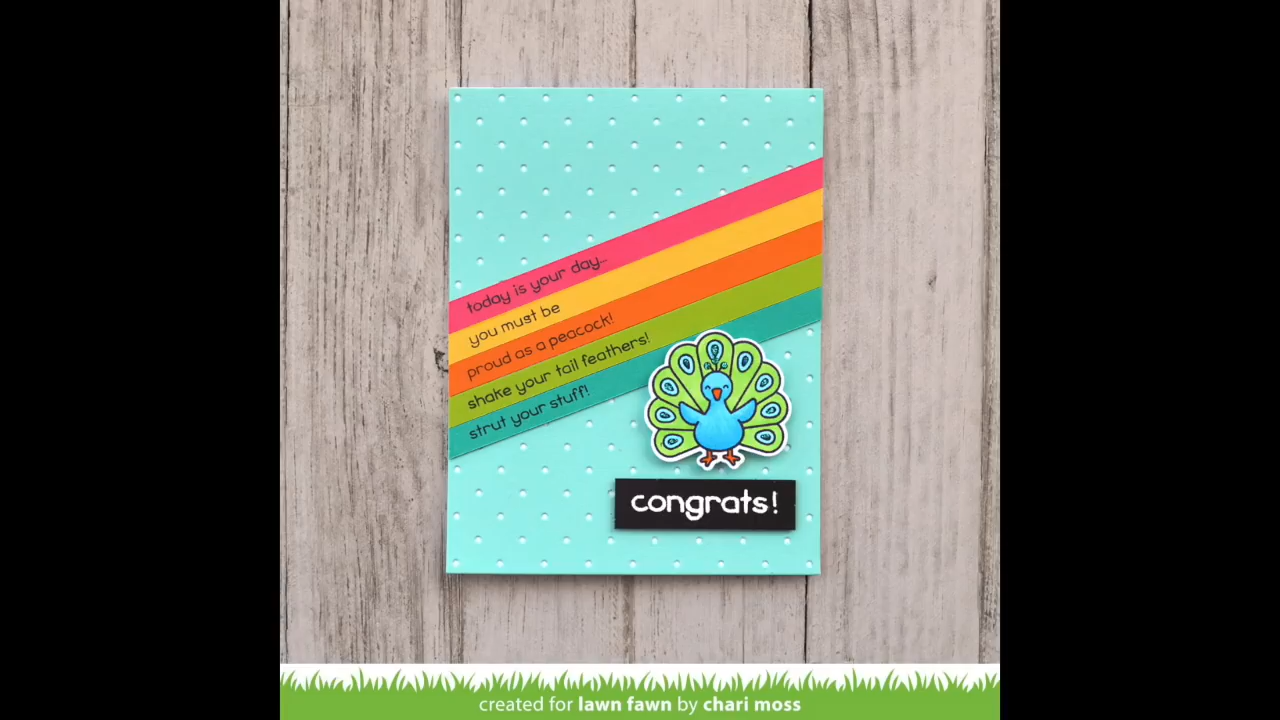 today is your day...
you must be
proud as a peacock!
shake your tail feathers!
strut your stuff!
congrats!
created for lawn fawn by chari moss